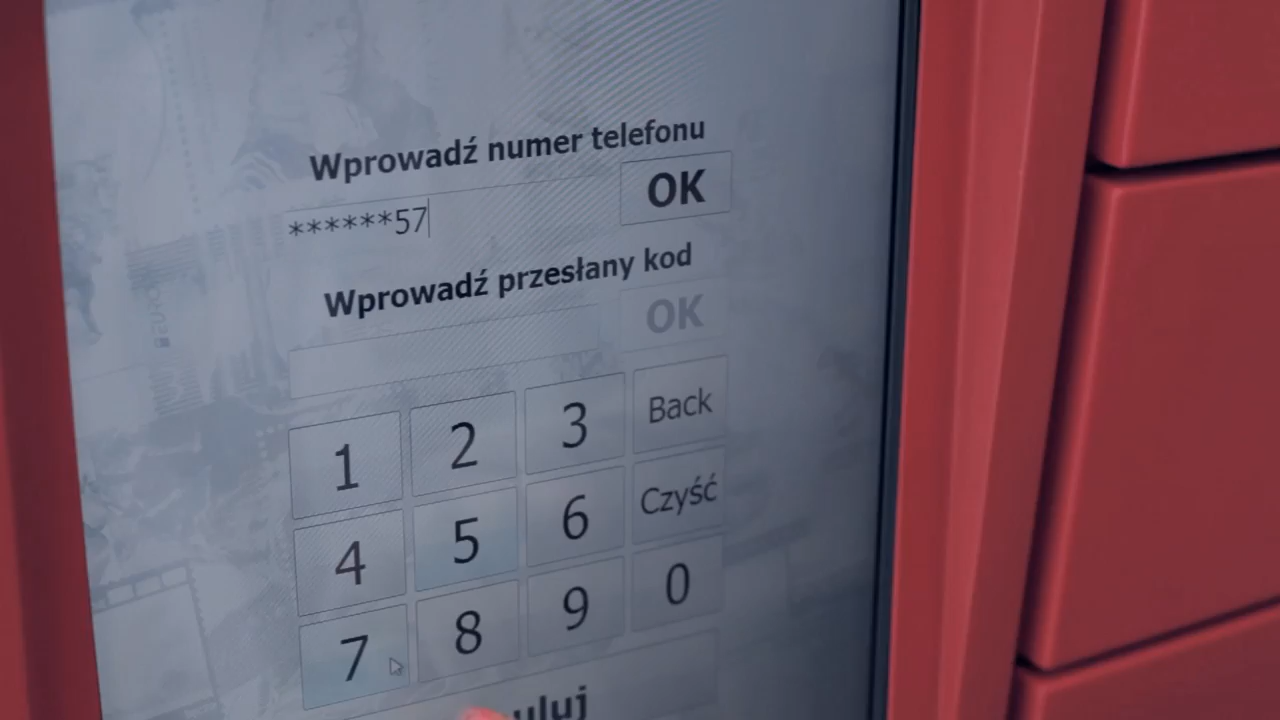 Wprowadź numer telefonu
******57
OK
Wprowadź przesłany kod
OK
1 2 3 Back
4 5 6 Czyść
7 8 9 0